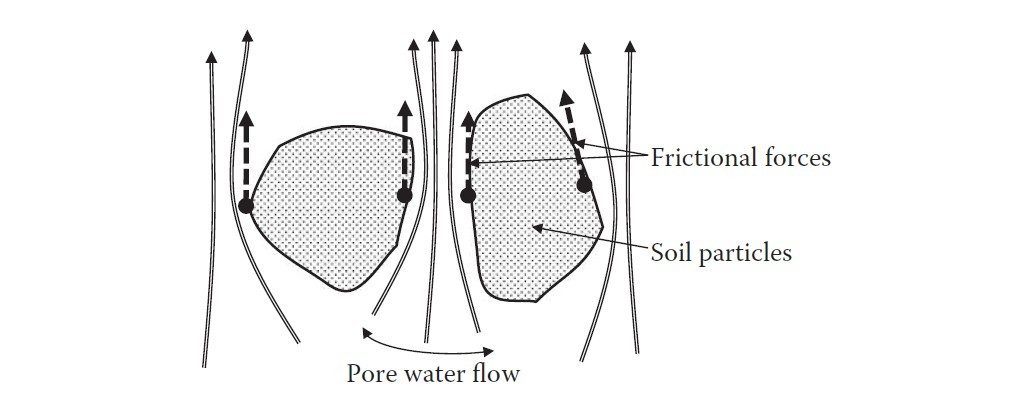 Frictional forces
Soil particles
Pore water flow